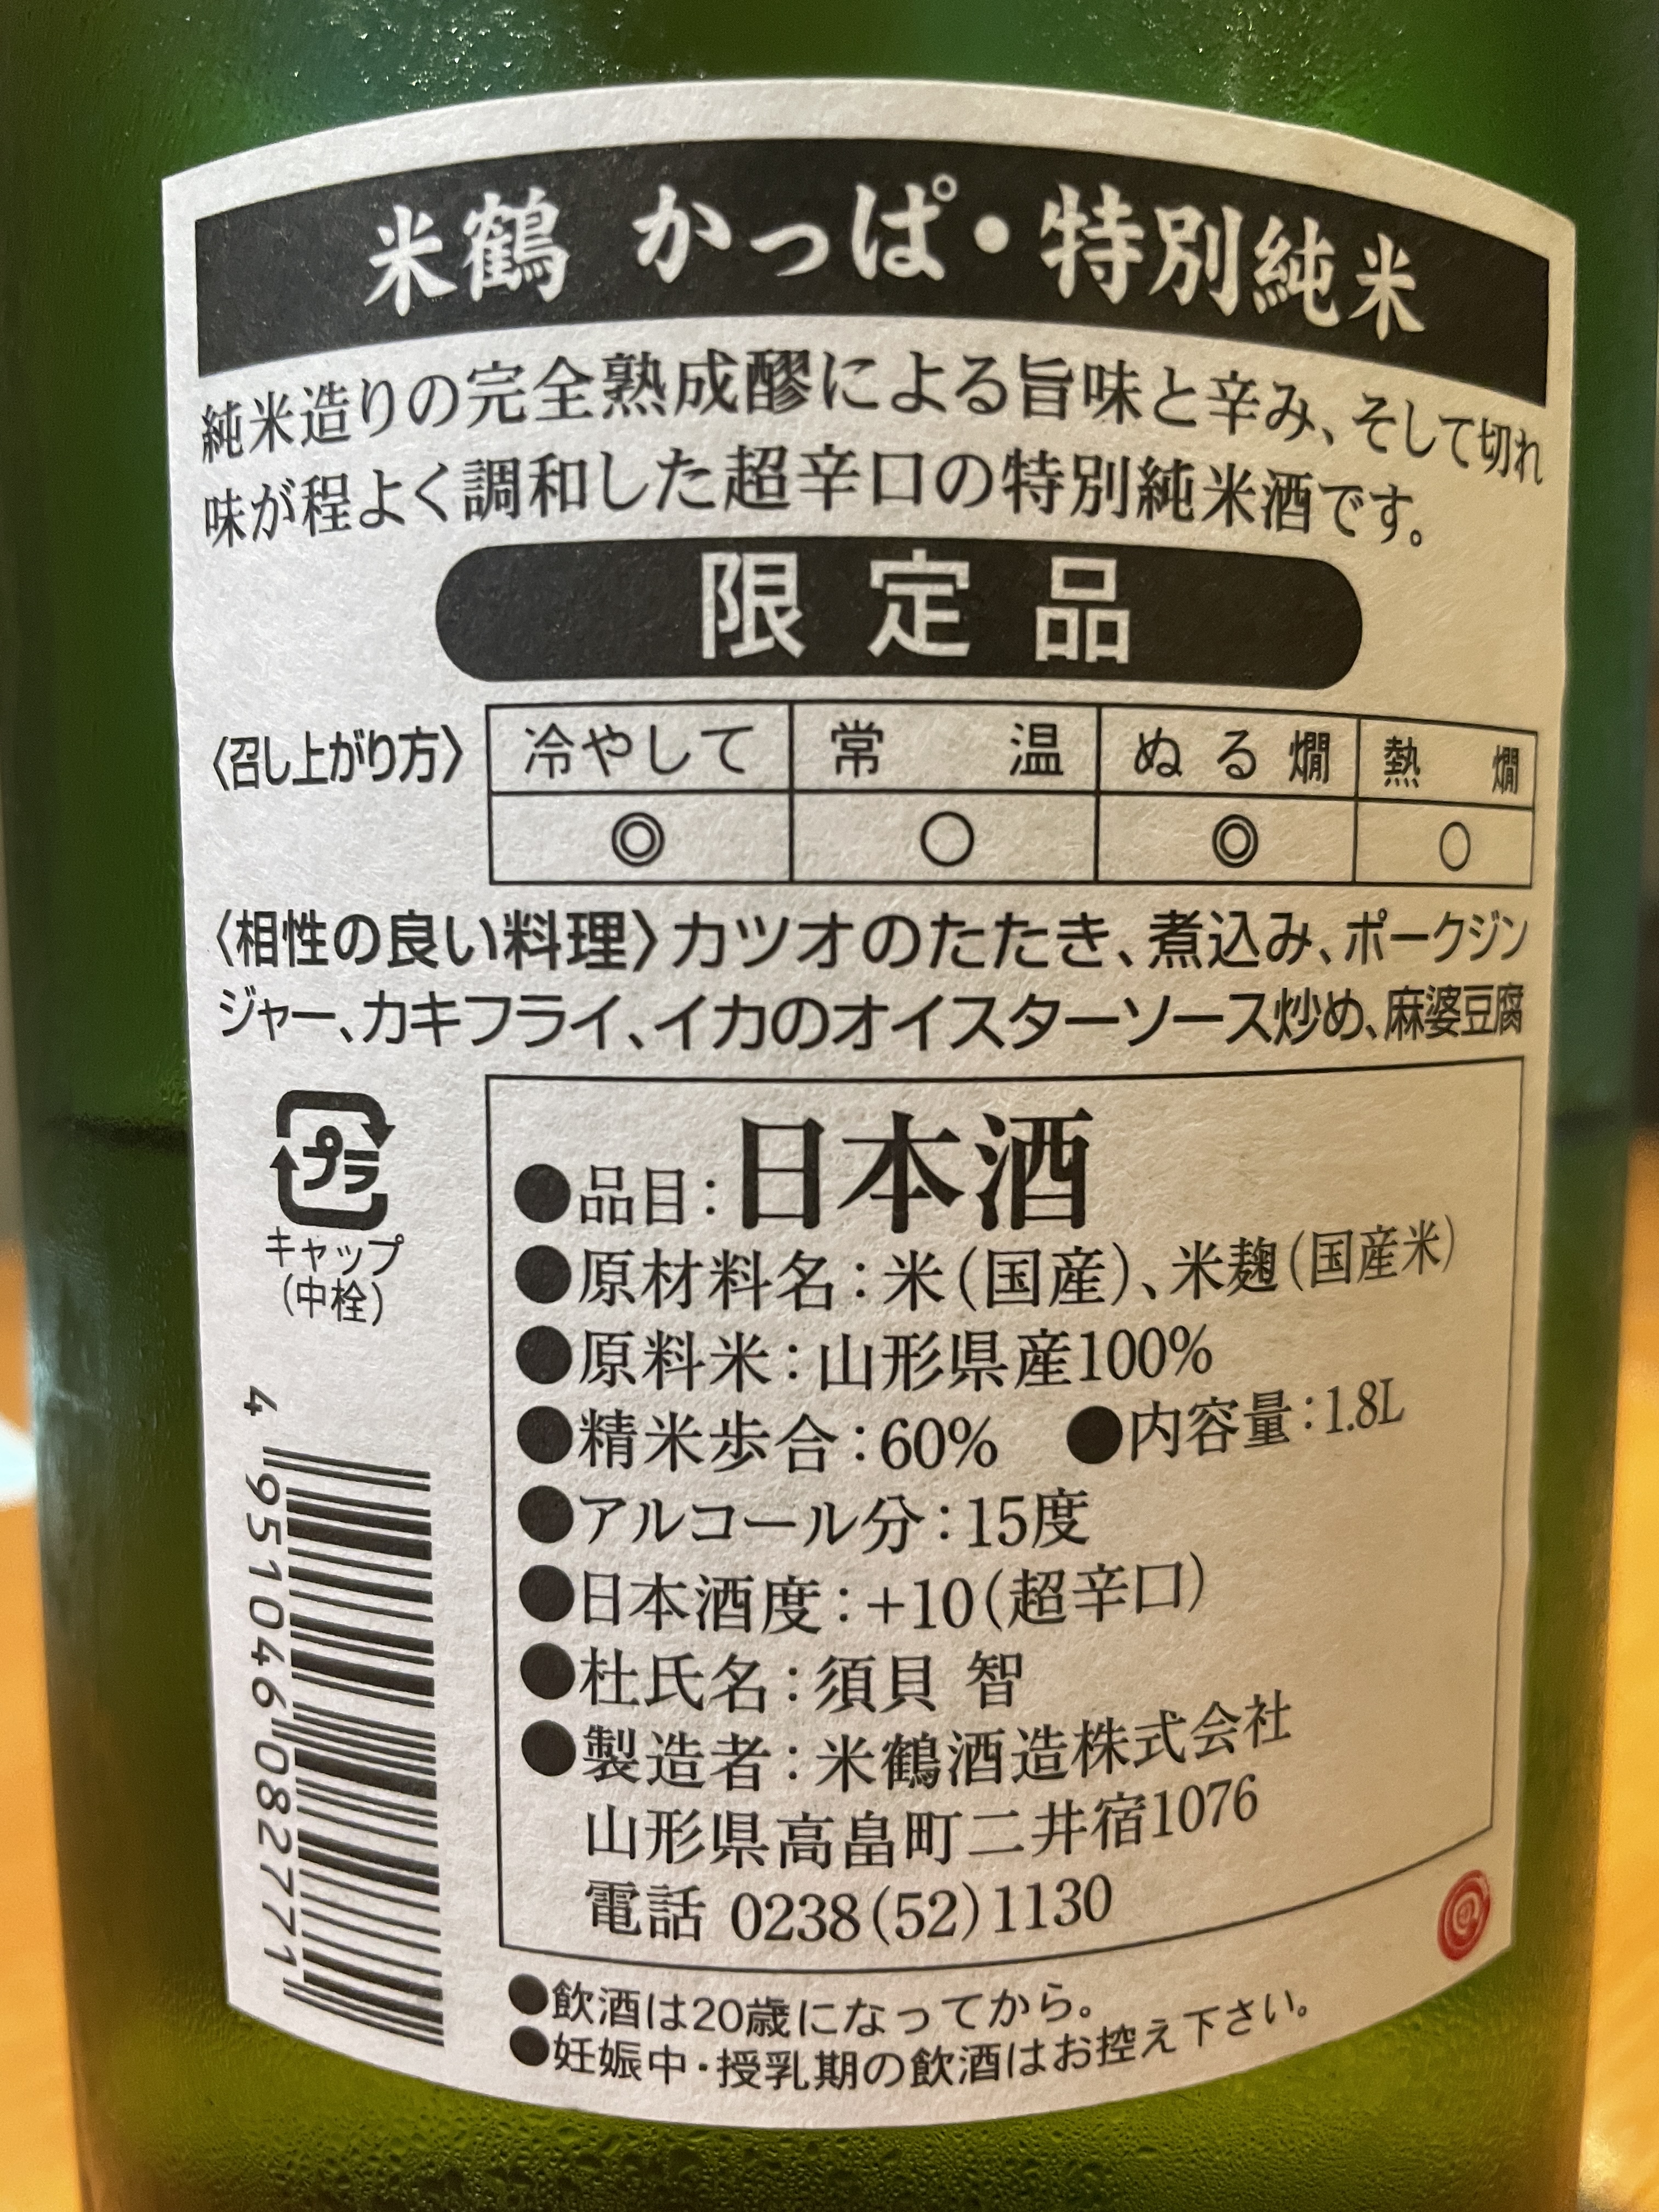 米鶴 かっぱ・特別純米
純米造りの完全熟成醪による旨味と辛み、そして切れ
味が程よく調和した超辛口の特別純米酒です。
限定品
〈召し上がり方〉 冷やして 常温 ぬる燗 熱燗
◎ ○ ◎ ○
〈相性の良い料理〉カツオのたたき、煮込み、ポークジン
ジャー、カキフライ、イカのオイスターソース炒め、麻婆豆腐
プラ
キャップ
(中栓)
4 951046 082771
●品目:日本酒
●原材料名:米(国産)、米麹(国産米)
●原料米:山形県産100%
●精米歩合:60% ●内容量:1.8L
●アルコール分:15度
●日本酒度:+10(超辛口)
●杜氏名:須貝 智
●製造者:米鶴酒造株式会社
山形県高畠町二井宿1076
電話 0238(52)1130
●飲酒は20歳になってから。
●妊娠中・授乳期の飲酒はお控え下さい。